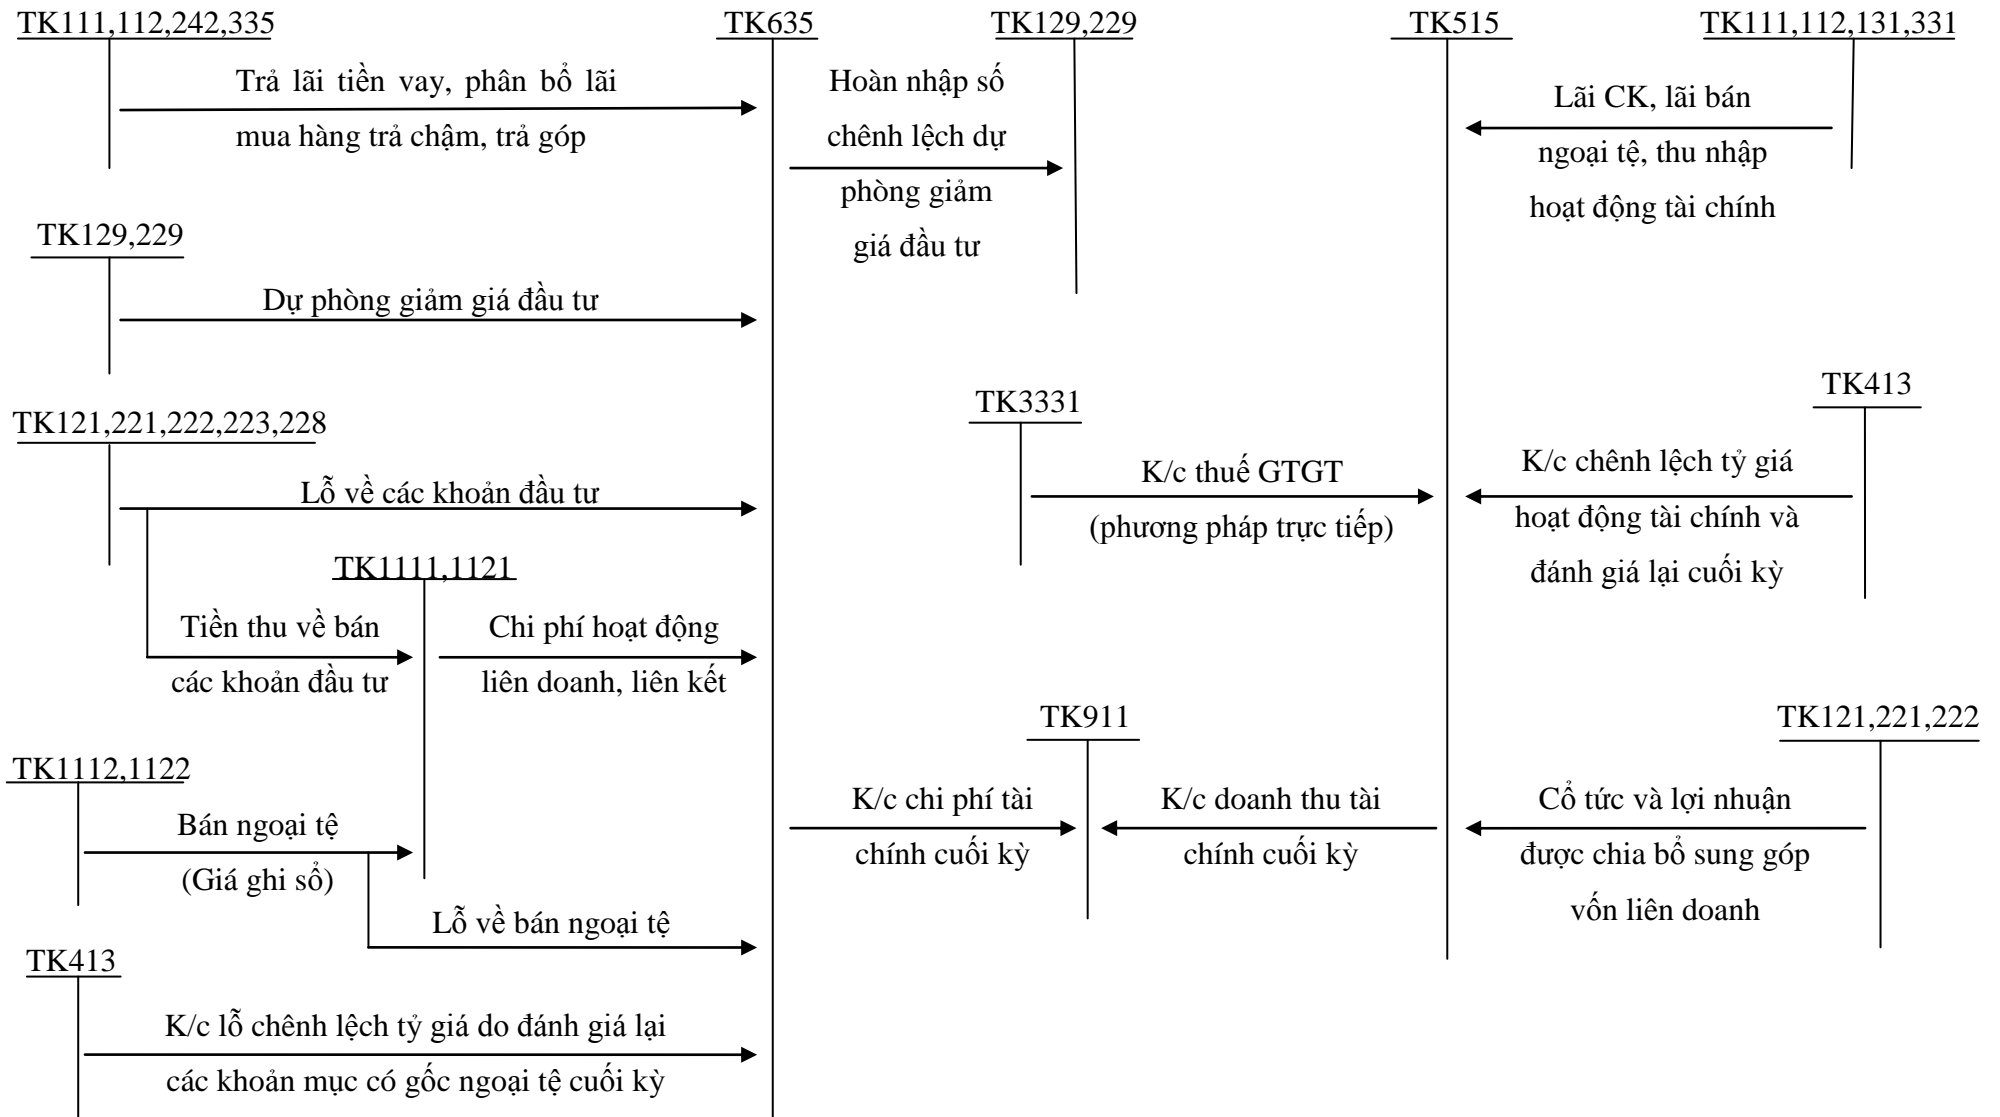 TK111,112,242,335
TK635
TK129,229
TK515
TK111,112,131,331
Trả lãi tiền vay, phân bổ lãi
mua hàng trả chậm, trả góp
Hoàn nhập số
chênh lệch dự
phòng giảm
giá đầu tư
Lãi CK, lãi bán
ngoại tệ, thu nhập
hoạt động tài chính
TK129,229
Dự phòng giảm giá đầu tư
TK3331
TK413
TK121,221,222,223,228
Lỗ về các khoản đầu tư
K/c thuế GTGT
(phương pháp trực tiếp)
K/c chênh lệch tỷ giá
hoạt động tài chính và
đánh giá lại cuối kỳ
TK1111,1121
Tiền thu về bán
các khoản đầu tư
Chi phí hoạt động
liên doanh, liên kết
TK911
TK121,221,222
TK1112,1122
Bán ngoại tệ
(Giá ghi sổ)
K/c chi phí tài
chính cuối kỳ
K/c doanh thu tài
chính cuối kỳ
Cổ tức và lợi nhuận
được chia bổ sung góp
vốn liên doanh
Lỗ về bán ngoại tệ
TK413
K/c lỗ chênh lệch tỷ giá do đánh giá lại
các khoản mục có gốc ngoại tệ cuối kỳ